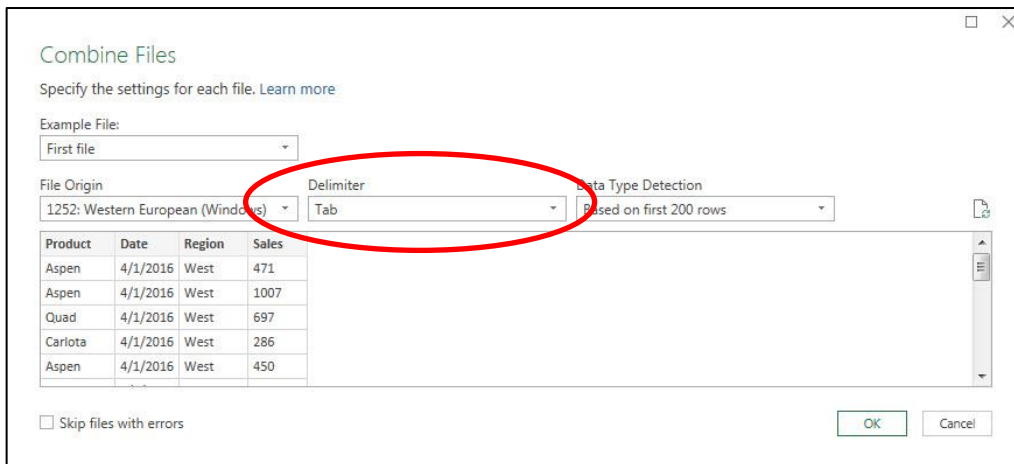 Combine Files
Specify the settings for each file. Learn more
Example File:
First file
File Origin Delimiter Data Type Detection
1252: Western European (Windows) Tab Based on first 200 rows
Product Date Region Sales
Aspen 4/1/2016 West 471
Aspen 4/1/2016 West 1007
Quad 4/1/2016 West 697
Carlota 4/1/2016 West 286
Aspen 4/1/2016 West 450
Skip files with errors OK Cancel